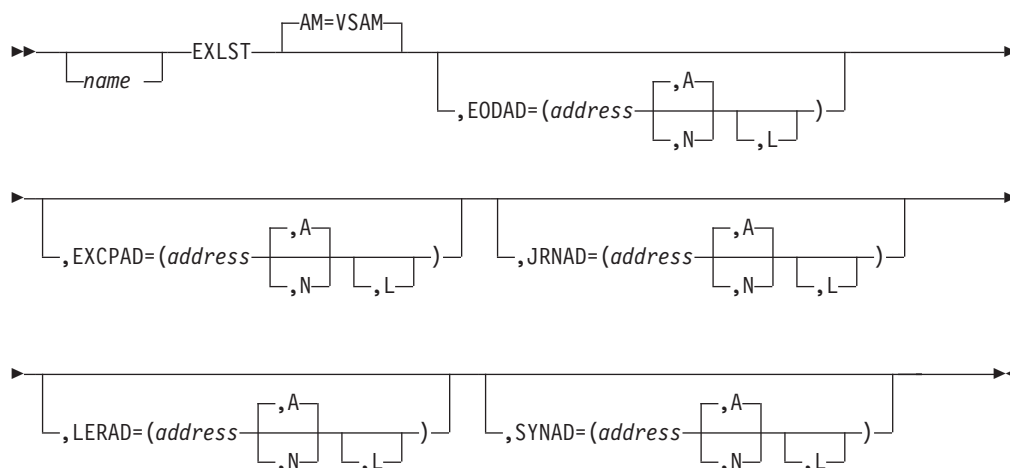 AM=VSAM
name EXLST
,EODAD=(address ,A ,N ,L )
,EXCPAD=(address ,A ,N ,L )
,JRNAD=(address ,A ,N ,L )
,LERAD=(address ,A ,N ,L )
,SYNAD=(address ,A ,N ,L )